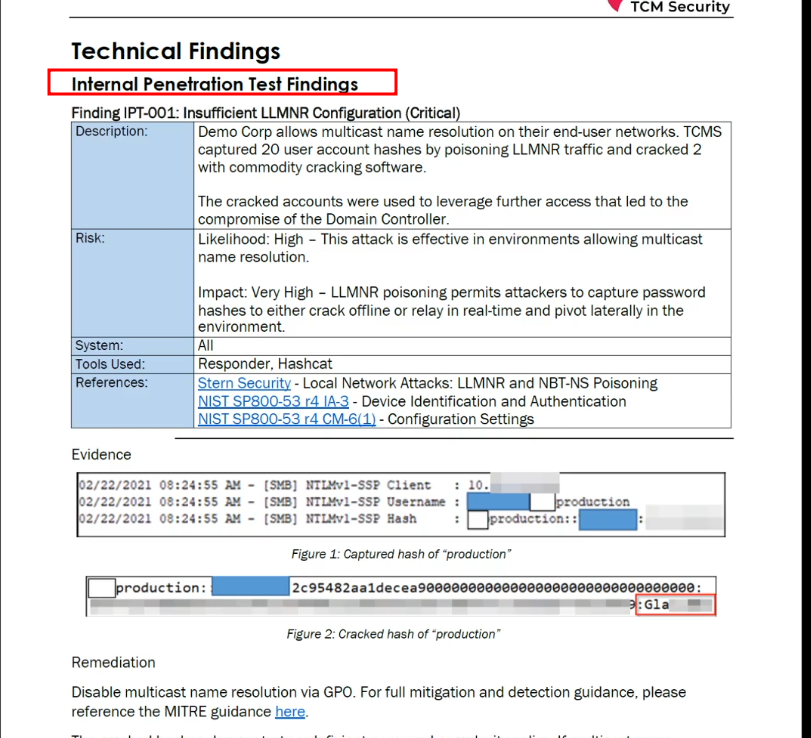 TCM Security
Technical Findings
Internal Penetration Test Findings
Finding IPT-001: Insufficient LLMNR Configuration (Critical)
Description:
Demo Corp allows multicast name resolution on their end-user networks. TCMS
captured 20 user account hashes by poisoning LLMNR traffic and cracked 2
with commodity cracking software.
The cracked accounts were used to leverage further access that led to the
compromise of the Domain Controller.
Risk:
Likelihood: High – This attack is effective in environments allowing multicast
name resolution.
Impact: Very High – LLMNR poisoning permits attackers to capture password
hashes to either crack offline or relay in real-time and pivot laterally in the
environment.
System:
All
Tools Used:
Responder, Hashcat
References:
Stern Security - Local Network Attacks: LLMNR and NBT-NS Poisoning
NIST SP800-53 r4 IA-3 - Device Identification and Authentication
NIST SP800-53 r4 CM-6(1) - Configuration Settings
Evidence
02/22/2021 08:24:55 AM - [SMB] NTLMv1-SSP Client : 10.
02/22/2021 08:24:55 AM - [SMB] NTLMv1-SSP Username : production
02/22/2021 08:24:55 AM - [SMB] NTLMv1-SSP Hash : production:: :
Figure 1: Captured hash of "production"
production: 2c95482aa1decea900000000000000000000000000000000:
:Gla
Figure 2: Cracked hash of "production"
Remediation
Disable multicast name resolution via GPO. For full mitigation and detection guidance, please
reference the MITRE guidance here.